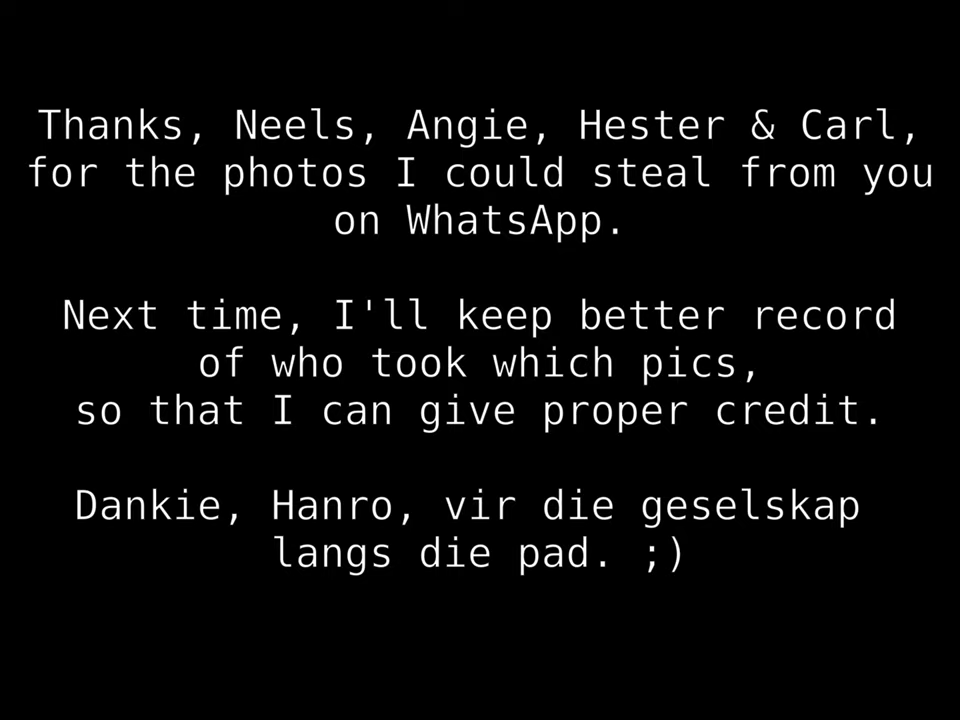 Thanks, Neels, Angie, Hester & Carl,
for the photos I could steal from you
on WhatsApp.
Next time, I'll keep better record
of who took which pics,
so that I can give proper credit.
Dankie, Hanro, vir die geselskap
langs die pad. ;)